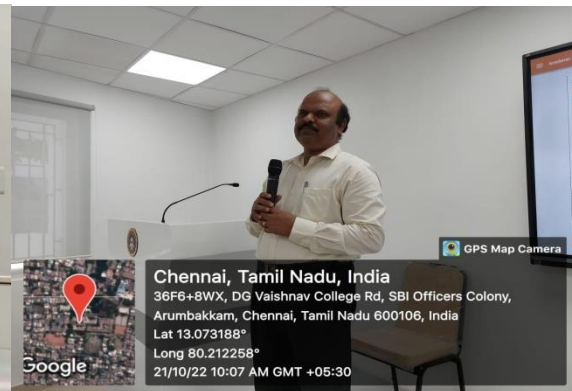 GPS Map Camera
Chennai, Tamil Nadu, India
36F6+8WX, DG Vaishnav College Rd, SBI Officers Colony,
Arumbakkam, Chennai, Tamil Nadu 600106, India
Lat 13.073188°
Long 80.212258°
21/10/22 10:07 AM GMT +05:30
Google